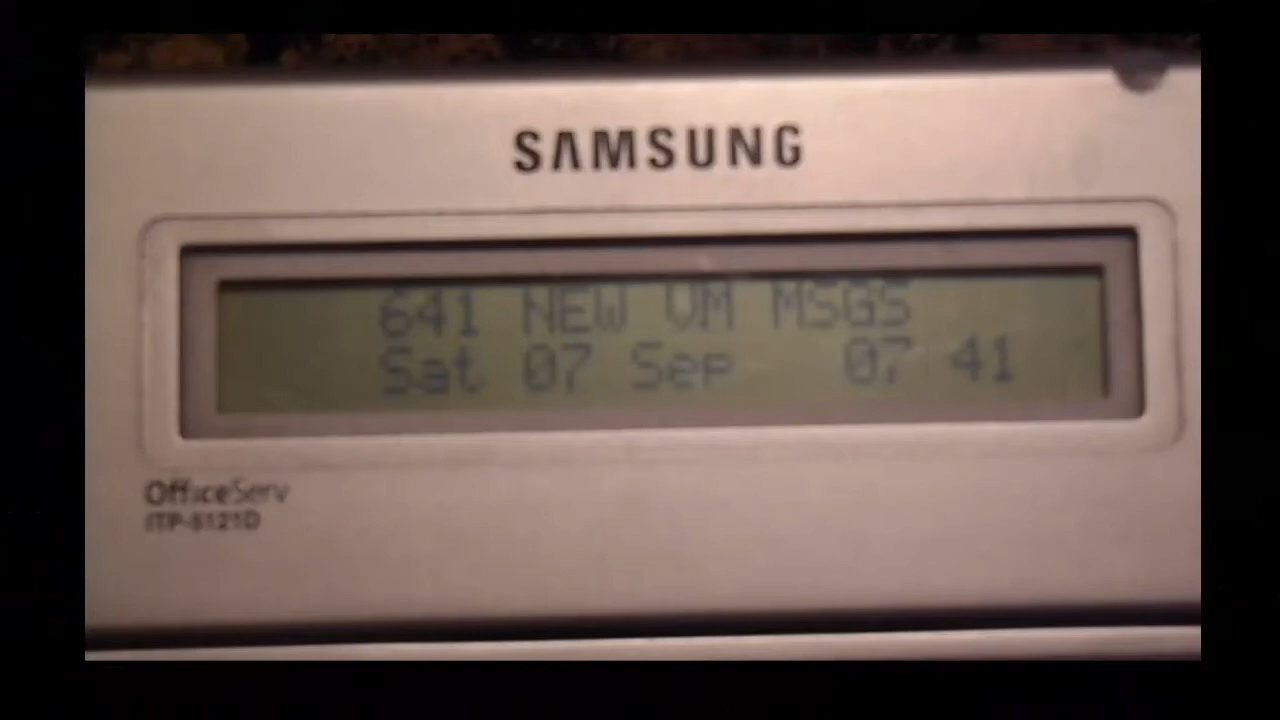 SAMSUNG
641 NEW VM MSGS
Sat 07 Sep 07 41
OfficeServ
ITP-5121D